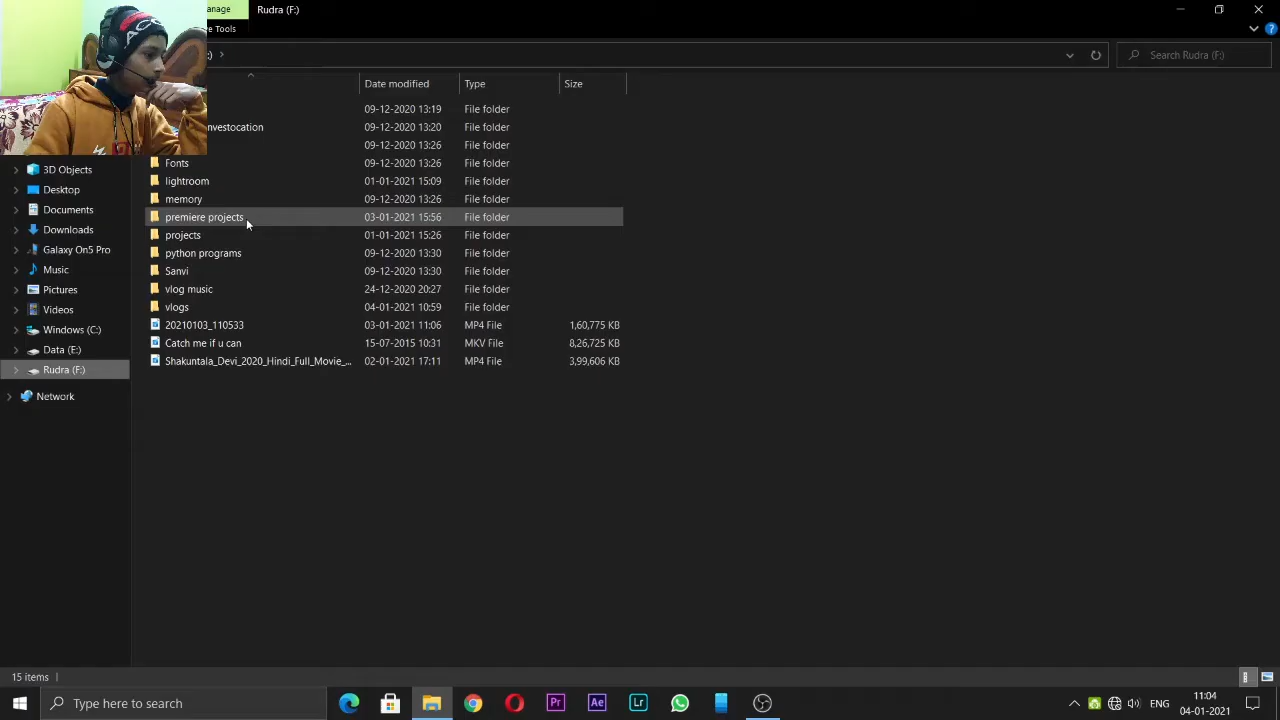 anage
Rudra (F:)
e Tools
:)
Search Rudra (F:)
Date modified
Type
Size
09-12-2020 13:19
File folder
nvestocation
09-12-2020 13:20
File folder
09-12-2020 13:26
File folder
Fonts
09-12-2020 13:26
File folder
lightroom
01-01-2021 15:09
File folder
memory
09-12-2020 13:26
File folder
premiere projects
03-01-2021 15:56
File folder
projects
01-01-2021 15:26
File folder
python programs
09-12-2020 13:30
File folder
Sanvi
09-12-2020 13:30
File folder
vlog music
24-12-2020 20:27
File folder
vlogs
04-01-2021 10:59
File folder
20210103_110533
03-01-2021 11:06
MP4 File
1,60,775 KB
Catch me if u can
15-07-2015 10:31
MKV File
8,26,725 KB
Shakuntala_Devi_2020_Hindi_Full_Movie_...
02-01-2021 17:11
MP4 File
3,99,606 KB
3D Objects
Desktop
Documents
Downloads
Galaxy On5 Pro
Music
Pictures
Videos
Windows (C:)
Data (E:)
Rudra (F:)
Network
15 items
Type here to search
Pr
Ae
Lr
ENG
11:04
04-01-2021